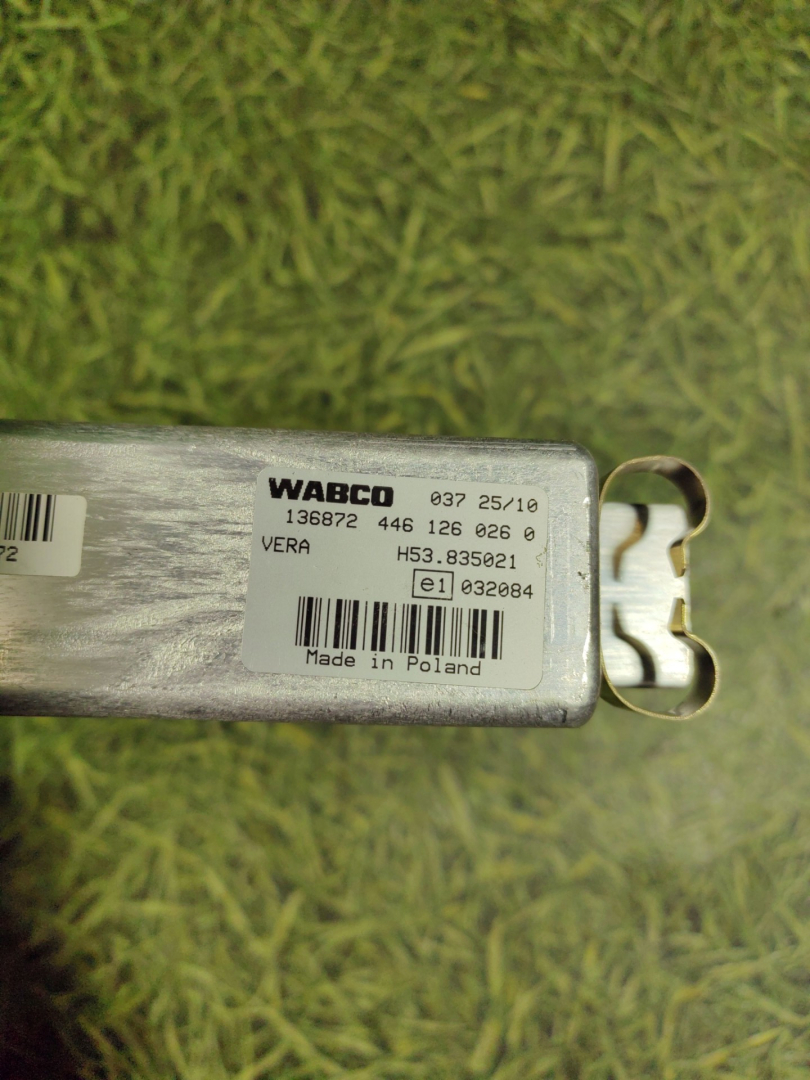 WABCO 037 25/10
136872 446 126 026 0
VERA H53.835021
e1 032084
Made in Poland
72